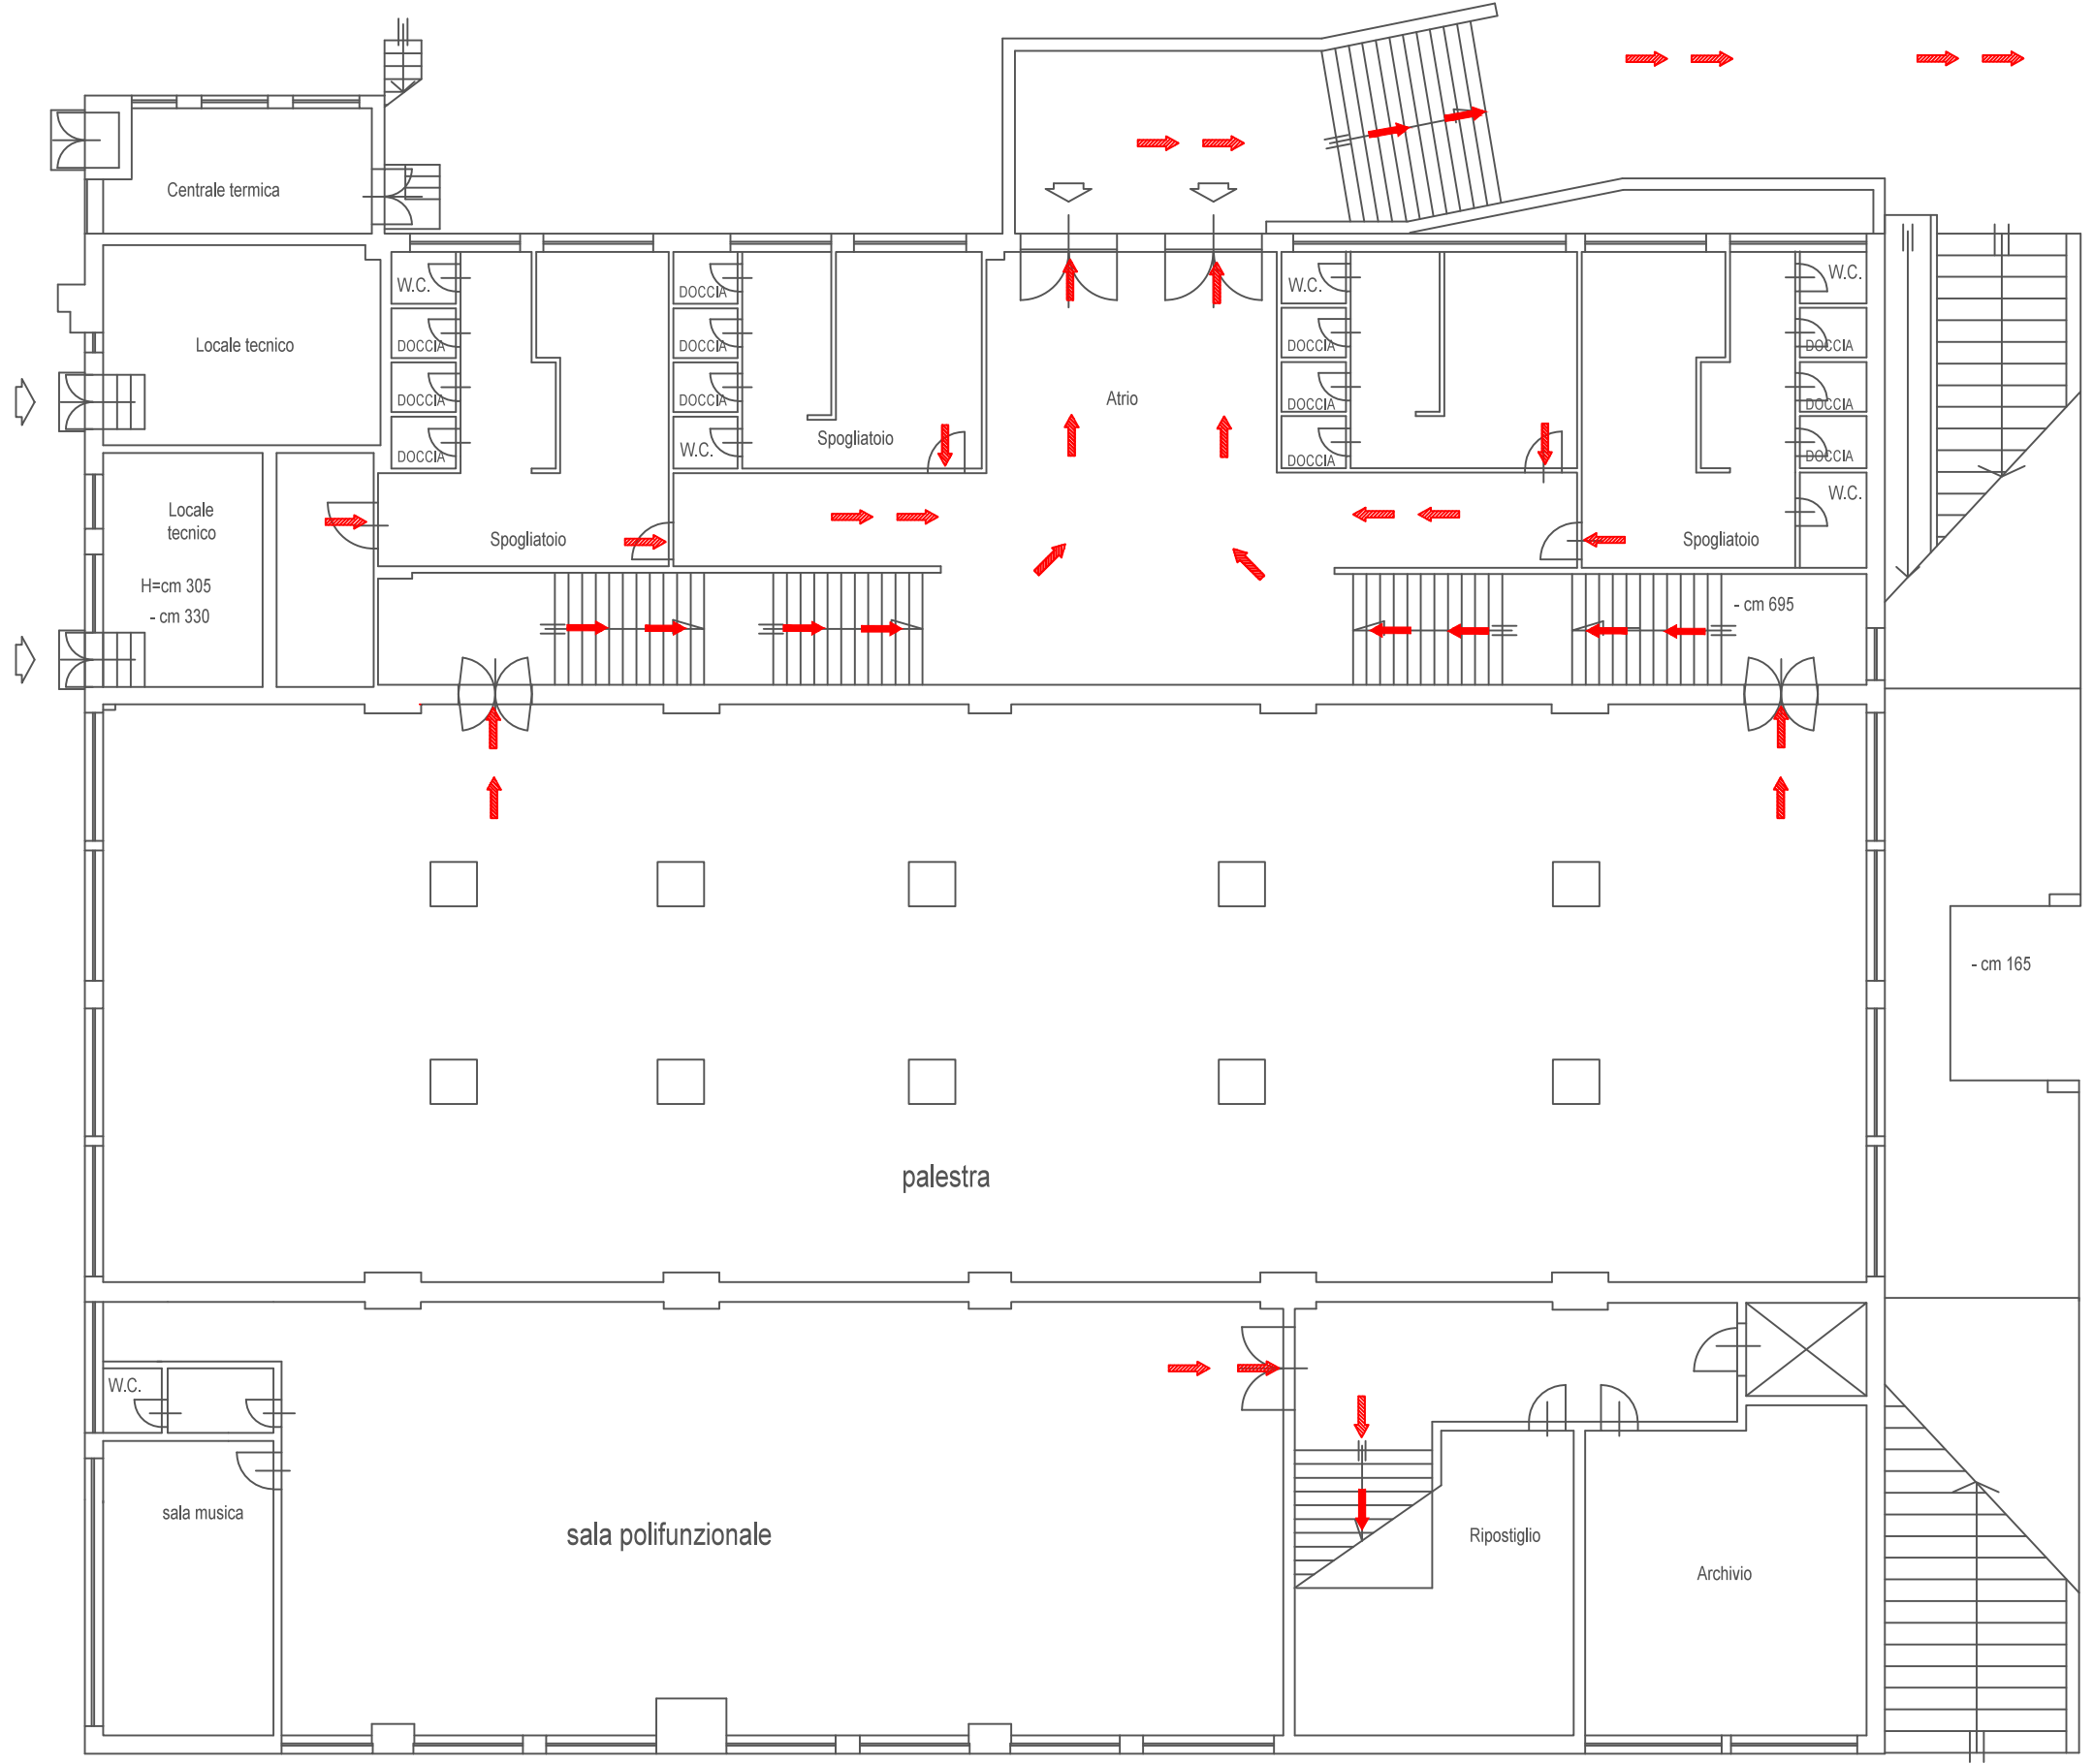 Centrale termica
W.C.
DOCCIA
W.C.
W.C.
Locale tecnico
DOCCIA
DOCCIA
DOCCIA
DOCCIA
DOCCIA
DOCCIA
DOCCIA
DOCCIA
DOCCIA
Atrio
Spogliatoio
W.C.
DOCCIA
DOCCIA
DOCCIA
W.C.
Locale
tecnico
Spogliatoio
Spogliatoio
H=cm 305
- cm 330
- cm 695
- cm 165
palestra
W.C.
sala musica
sala polifunzionale
Ripostiglio
Archivio